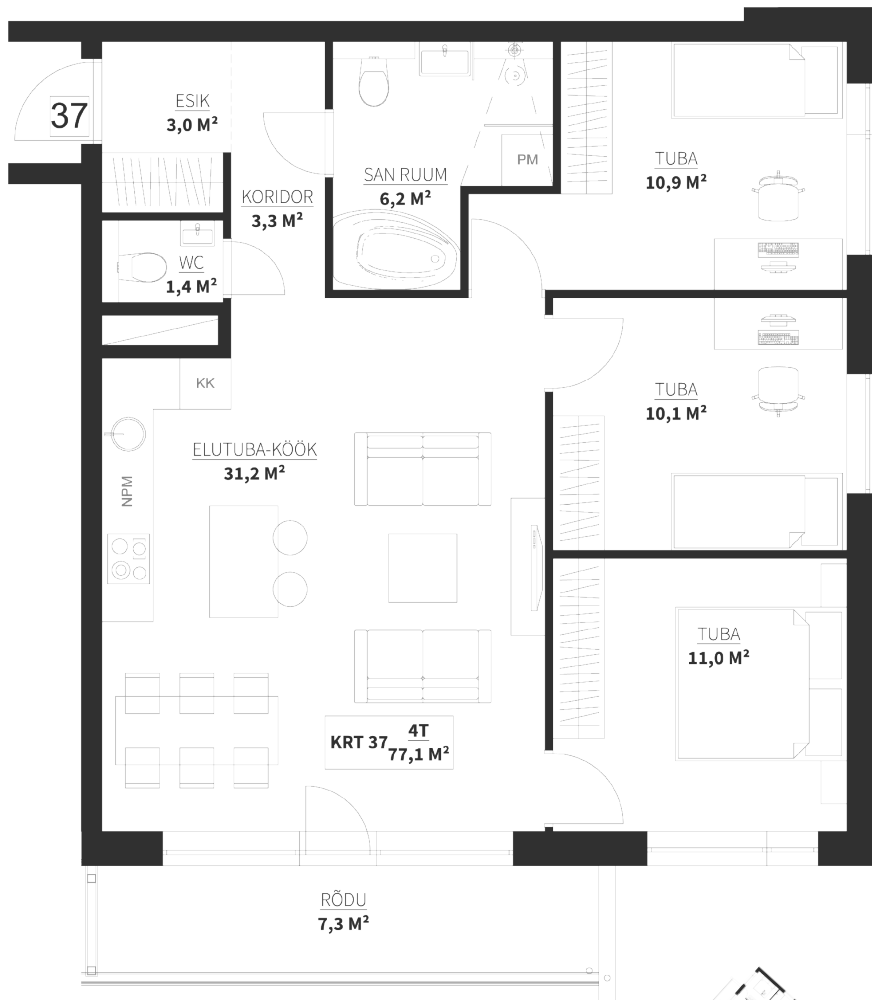 37
ESIK
3,0 M²
KORIDOR
3,3 M²
SAN RUUM
6,2 M²
PM
TUBA
10,9 M²
WC
1,4 M²
KK
NPM
ELUTUBA-KÖÖK
31,2 M²
TUBA
10,1 M²
TUBA
11,0 M²
KRT 37 4T
77,1 M²
RÕDU
7,3 M²